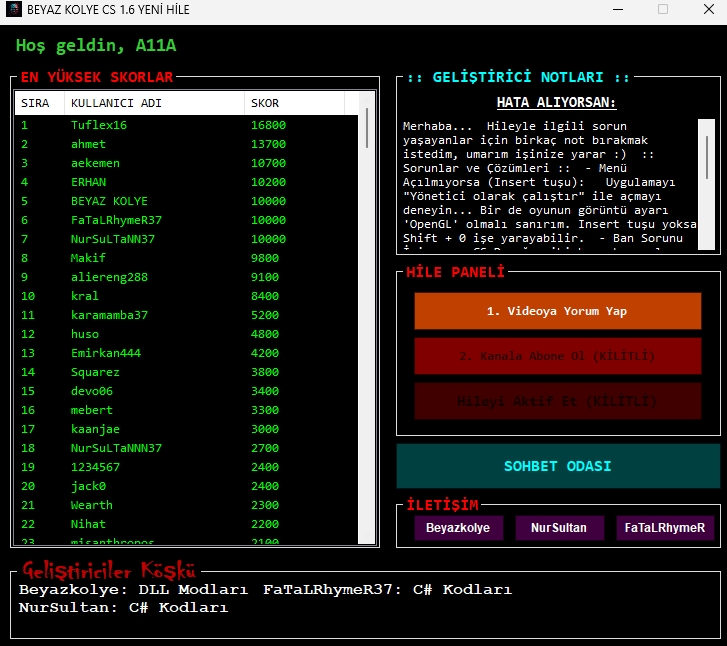 BEYAZ KOLYE CS 1.6 YENİ HİLE
Hoş geldin, A11A
EN YÜKSEK SKORLAR
SIRA KULLANICI ADI SKOR
1 Tuflex16 16800
2 ahmet 13700
3 aekemen 10700
4 ERHAN 10200
5 BEYAZ KOLYE 10000
6 FaTaLRhymeR37 10000
7 NurSuLTaNN37 10000
8 Makif 9800
9 aliereng288 9100
10 kral 8400
11 karamamba37 5200
12 huso 4800
13 Emirkan444 4200
14 Squarez 3800
15 devo06 3400
16 mebert 3300
17 kaanjae 3000
18 NurSuLTaNNN37 2700
19 1234567 2400
20 jack0 2400
21 Wearth 2300
22 Nihat 2200
23 misanthropos 2100
:: GELİŞTİRİCİ NOTLARI ::
HATA ALIYORSAN:
Merhaba... Hileyle ilgili sorun
yaşayanlar için birkaç not bırakmak
istedim, umarım işinize yarar :) ::
Sorunlar ve Çözümleri :: - Menü
Açılmıyorsa (Insert tuşu): Uygulamayı
"Yönetici olarak çalıştır" ile açmayı
deneyin... Bir de oyunun görüntü ayarı
'OpenGL' olmalı sanırım. Insert tuşu yoksa
Shift + 0 işe yarayabilir. - Ban Sorunu
HİLE PANELİ
1. Videoya Yorum Yap
2. Kanala Abone Ol (KİLİTLİ)
Hileyi Aktif Et (KİLİTLİ)
SOHBET ODASI
İLETİŞİM
Beyazkolye NurSultan FaTaLRhymeR
Geliştiriciler Köşkü
Beyazkolye: DLL Modları FaTaLRhymeR37: C# Kodları
NurSultan: C# Kodları